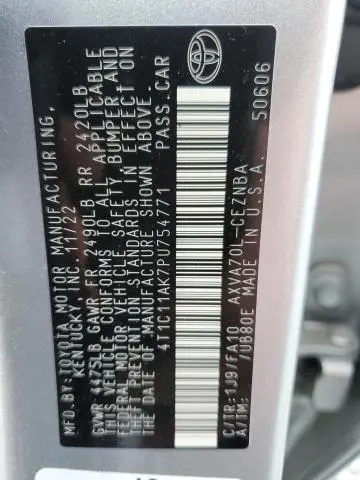 MFD.BY:TOYOTA MOTOR MANUFACTURING,
KENTUCKY, INC. 11/22
GVWR 4475LB GAWR FR 2490LB RR 2420LB
THIS VEHICLE CONFORMS TO ALL APPLICABLE
FEDERAL MOTOR VEHICLE SAFETY, BUMPER AND
THEFT PREVENTION STANDARDS IN EFFECT ON
THE DATE OF MANUFACTURE SHOWN ABOVE.
4T1C11AK7PU754771 PASS.CAR
C/TR:1J9/FA10 AXVA70L-CEZNBA
A/TM: /UB80E MADE IN U.S.A. 50606